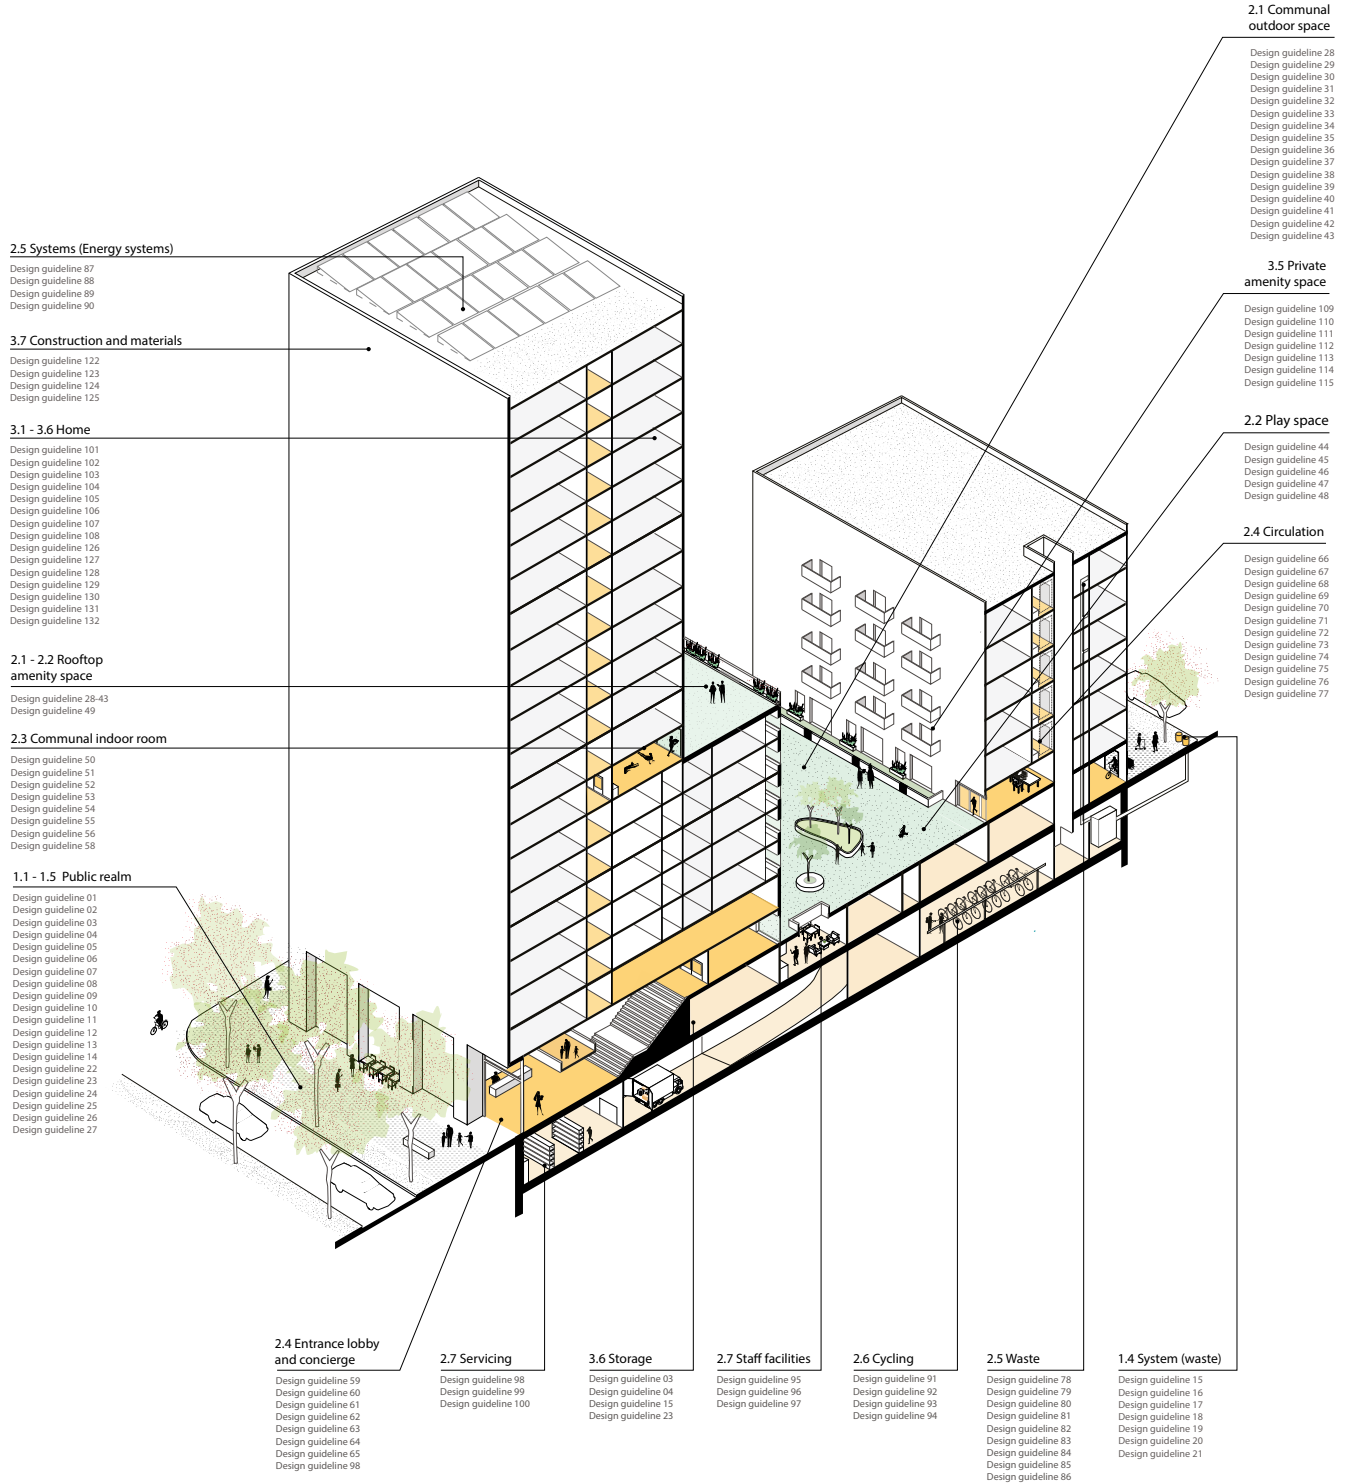 2.1 Communal
outdoor space
Design guideline 28
Design guideline 29
Design guideline 30
Design guideline 31
Design guideline 32
Design guideline 33
Design guideline 34
Design guideline 35
Design guideline 36
Design guideline 37
Design guideline 38
Design guideline 39
Design guideline 40
Design guideline 41
Design guideline 42
Design guideline 43
2.5 Systems (Energy systems)
Design guideline 87
Design guideline 88
Design guideline 89
Design guideline 90
3.5 Private
amenity space
Design guideline 109
Design guideline 110
Design guideline 111
Design guideline 112
Design guideline 113
Design guideline 114
Design guideline 115
3.7 Construction and materials
Design guideline 122
Design guideline 123
Design guideline 124
Design guideline 125
2.2 Play space
Design guideline 44
Design guideline 45
Design guideline 46
Design guideline 47
Design guideline 48
3.1 - 3.6 Home
Design guideline 101
Design guideline 102
Design guideline 103
Design guideline 104
Design guideline 105
Design guideline 106
Design guideline 107
Design guideline 108
Design guideline 126
Design guideline 127
Design guideline 128
Design guideline 129
Design guideline 130
Design guideline 131
Design guideline 132
2.4 Circulation
Design guideline 66
Design guideline 67
Design guideline 68
Design guideline 69
Design guideline 70
Design guideline 71
Design guideline 72
Design guideline 73
Design guideline 74
Design guideline 75
Design guideline 76
Design guideline 77
2.1 - 2.2 Rooftop
amenity space
Design guideline 28-43
Design guideline 49
2.3 Communal indoor room
Design guideline 50
Design guideline 51
Design guideline 52
Design guideline 53
Design guideline 54
Design guideline 55
Design guideline 56
Design guideline 58
1.1 - 1.5 Public realm
Design guideline 01
Design guideline 02
Design guideline 03
Design guideline 04
Design guideline 05
Design guideline 06
Design guideline 07
Design guideline 08
Design guideline 09
Design guideline 10
Design guideline 11
Design guideline 12
Design guideline 13
Design guideline 14
Design guideline 22
Design guideline 23
Design guideline 24
Design guideline 25
Design guideline 26
Design guideline 27
2.4 Entrance lobby
and concierge
Design guideline 59
Design guideline 60
Design guideline 61
Design guideline 62
Design guideline 63
Design guideline 64
Design guideline 65
Design guideline 98
2.7 Servicing
Design guideline 98
Design guideline 99
Design guideline 100
3.6 Storage
Design guideline 03
Design guideline 04
Design guideline 15
Design guideline 23
2.7 Staff facilities
Design guideline 95
Design guideline 96
Design guideline 97
2.6 Cycling
Design guideline 91
Design guideline 92
Design guideline 93
Design guideline 94
2.5 Waste
Design guideline 78
Design guideline 79
Design guideline 80
Design guideline 81
Design guideline 82
Design guideline 83
Design guideline 84
Design guideline 85
Design guideline 86
1.4 System (waste)
Design guideline 15
Design guideline 16
Design guideline 17
Design guideline 18
Design guideline 19
Design guideline 20
Design guideline 21